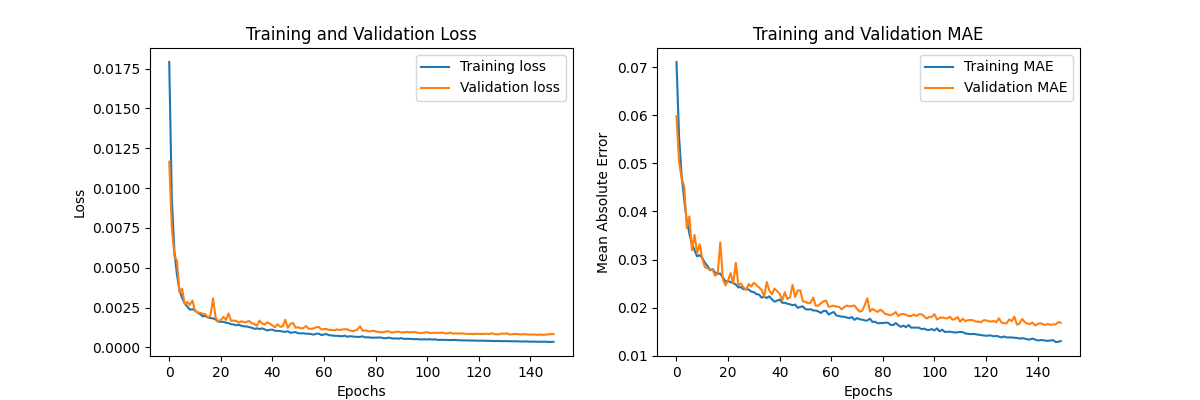 Training and Validation Loss
Training loss
Validation loss
0.0175
0.0150
0.0125
0.0100
0.0075
0.0050
0.0025
0.0000
Loss
0 20 40 60 80 100 120 140
Epochs
Training and Validation MAE
Training MAE
Validation MAE
0.07
0.06
0.05
0.04
0.03
0.02
0.01
Mean Absolute Error
0 20 40 60 80 100 120 140
Epochs